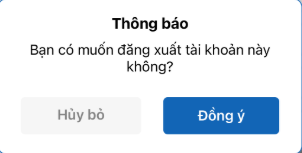 Thông báo
Bạn có muốn đăng xuất tài khoản này
không?
Hủy bỏ
Đồng ý